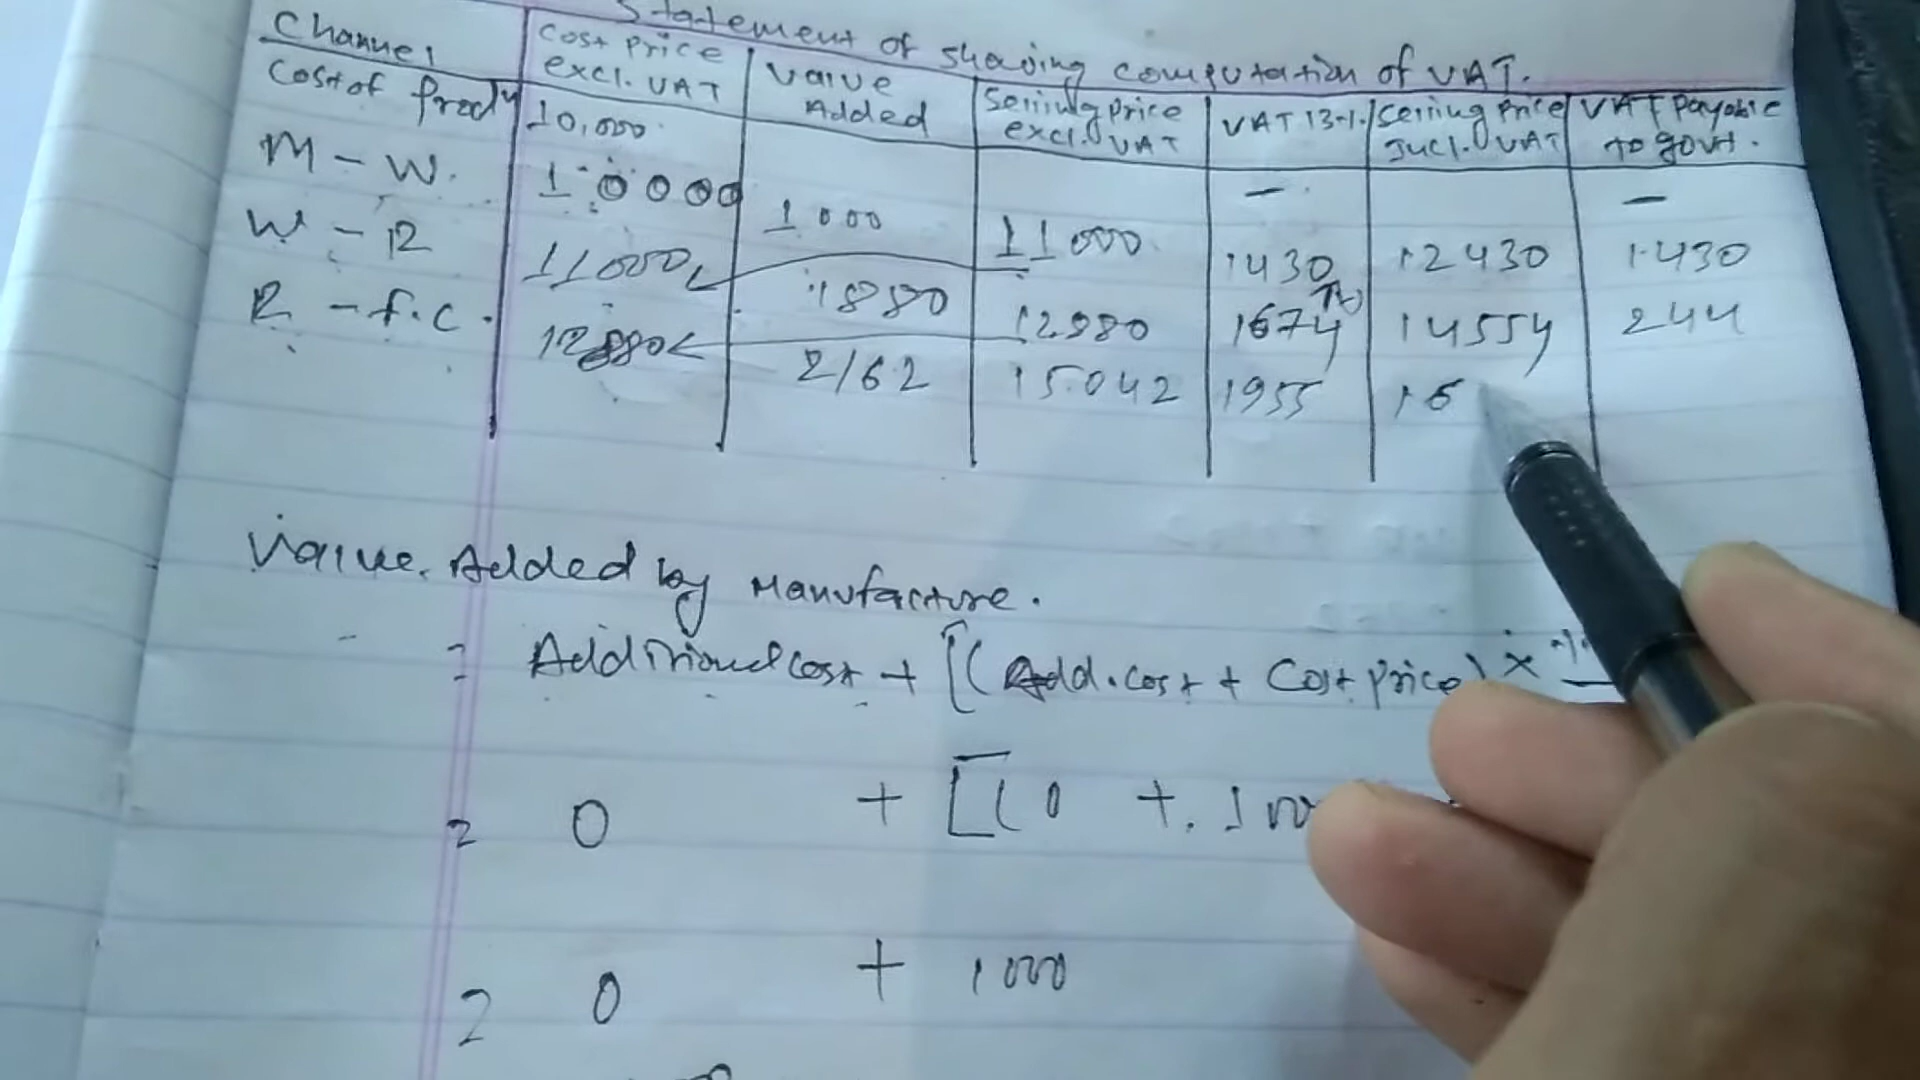 Statement of showing computation of VAT.
Channel | Cost Price excl. VAT | Value Added | Selling Price excl. VAT | VAT 13% | Selling Price Incl. VAT | VAT Payable to govt.
Cost of Prodn | 10,000 | | | — | | —
M - W. | 10000 | 1000 | 11000 | 1430 | 12430 | 1430
W - R | 11000 | 1880 | 12880 | 1674 | 14554 | 244
R - f.c. | 12880 | 2162 | 15042 | 1955 | 16
Value Added by Manufacture.
= Additional cost + [(Add. cost + Cost price) ×
= 0 + [(0 +
= 0 + 1000